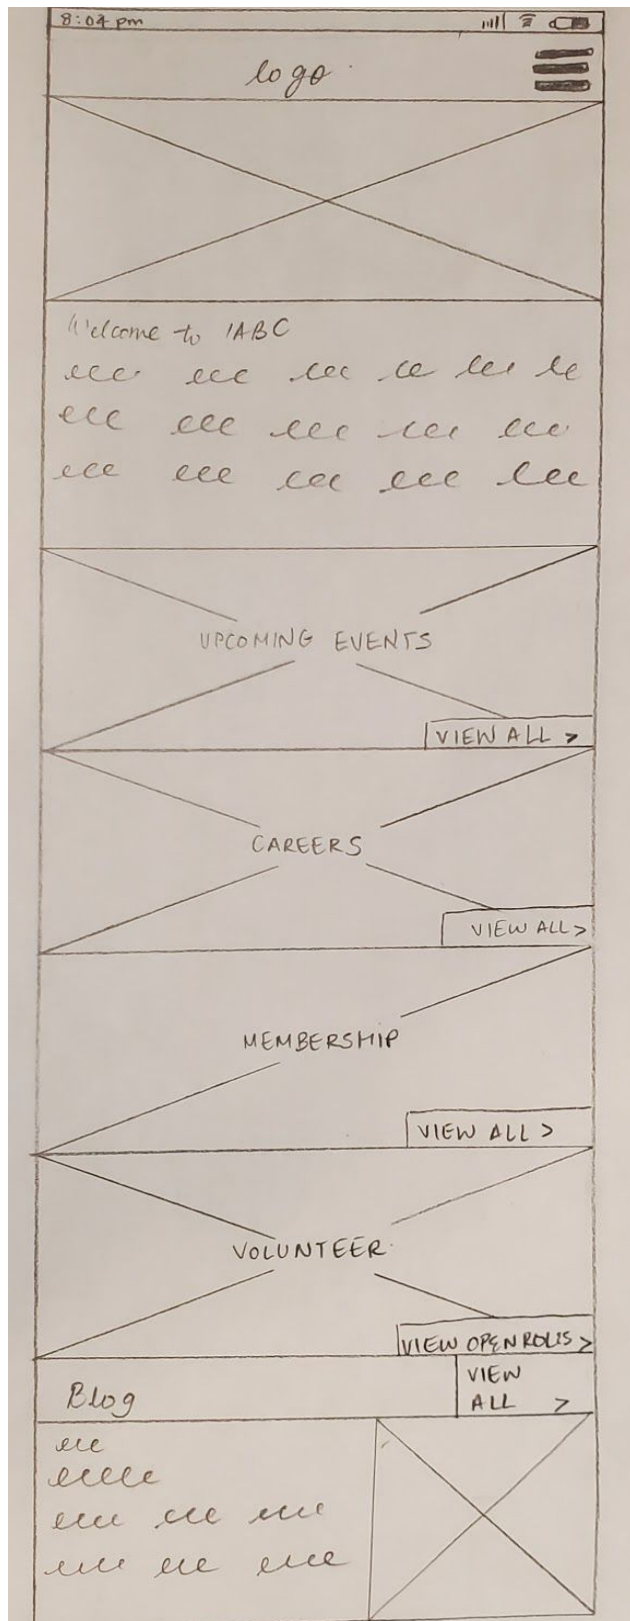 8:04 pm
logo
Welcome to IABC
UPCOMING EVENTS
VIEW ALL >
CAREERS
VIEW ALL >
MEMBERSHIP
VIEW ALL >
VOLUNTEER
VIEW OPEN ROLES >
Blog
VIEW
ALL >